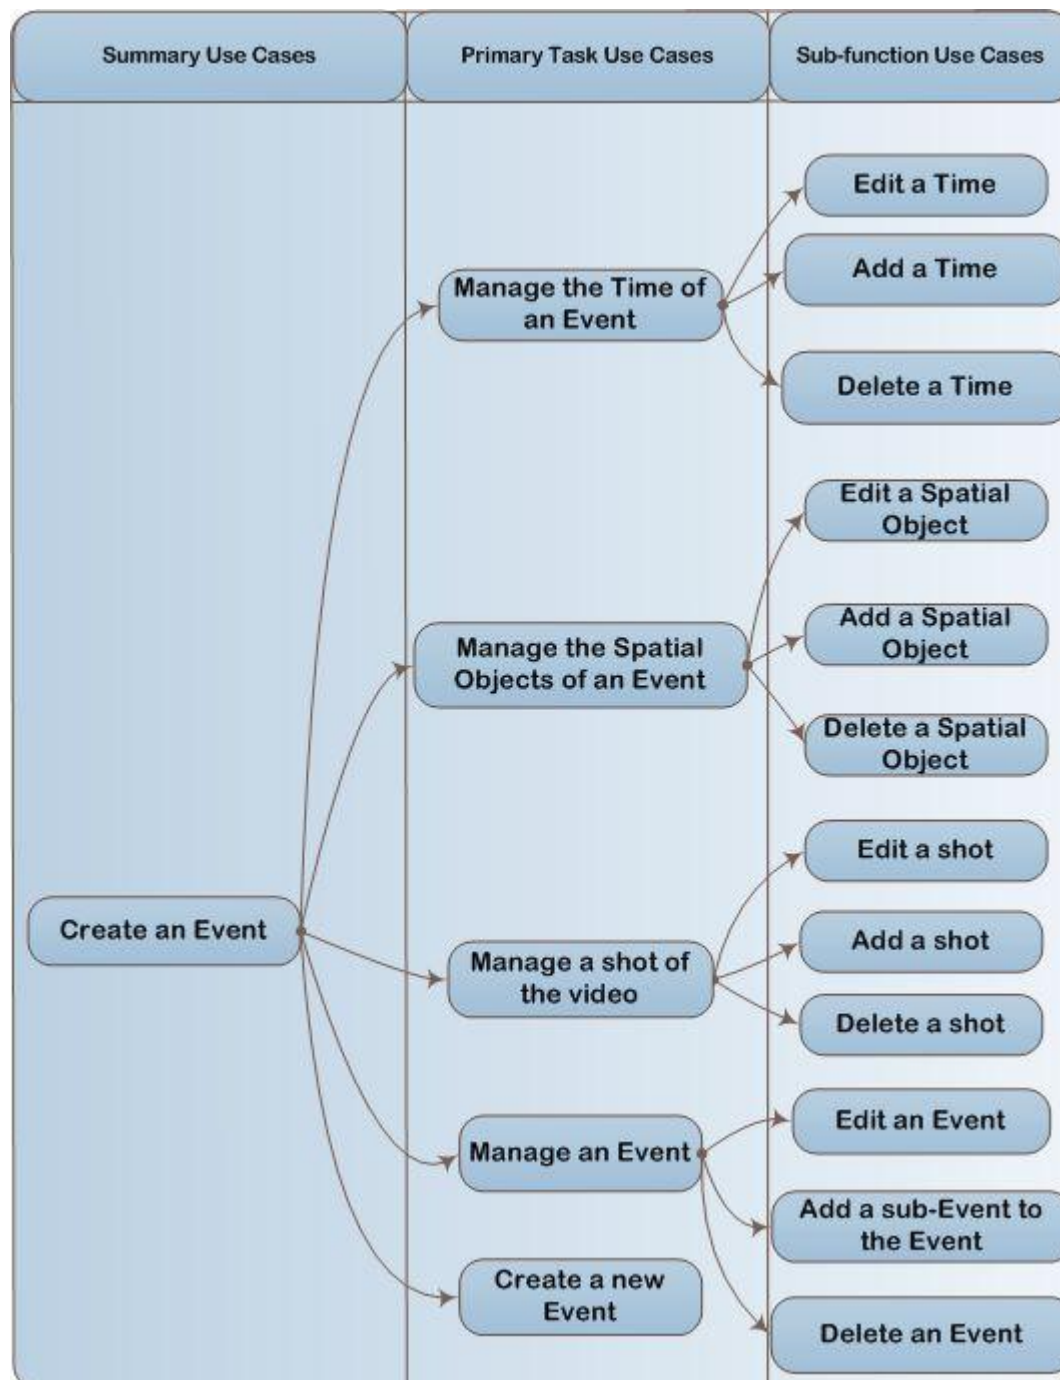 Summary Use Cases
Primary Task Use Cases
Sub-function Use Cases
Edit a Time
Add a Time
Manage the Time of
an Event
Delete a Time
Edit a Spatial
Object
Add a Spatial
Object
Manage the Spatial
Objects of an Event
Delete a Spatial
Object
Edit a shot
Create an Event
Add a shot
Manage a shot of
the video
Delete a shot
Edit an Event
Manage an Event
Add a sub-Event to
the Event
Create a new
Event
Delete an Event